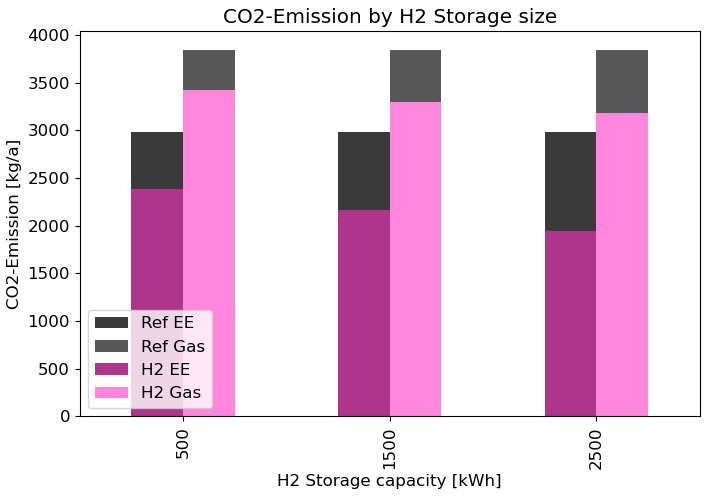 CO2-Emission by H2 Storage size
CO2-Emission [kg/a]
4000
3500
3000
2500
2000
1500
1000
500
0
Ref EE
Ref Gas
H2 EE
H2 Gas
500
1500
2500
H2 Storage capacity [kWh]